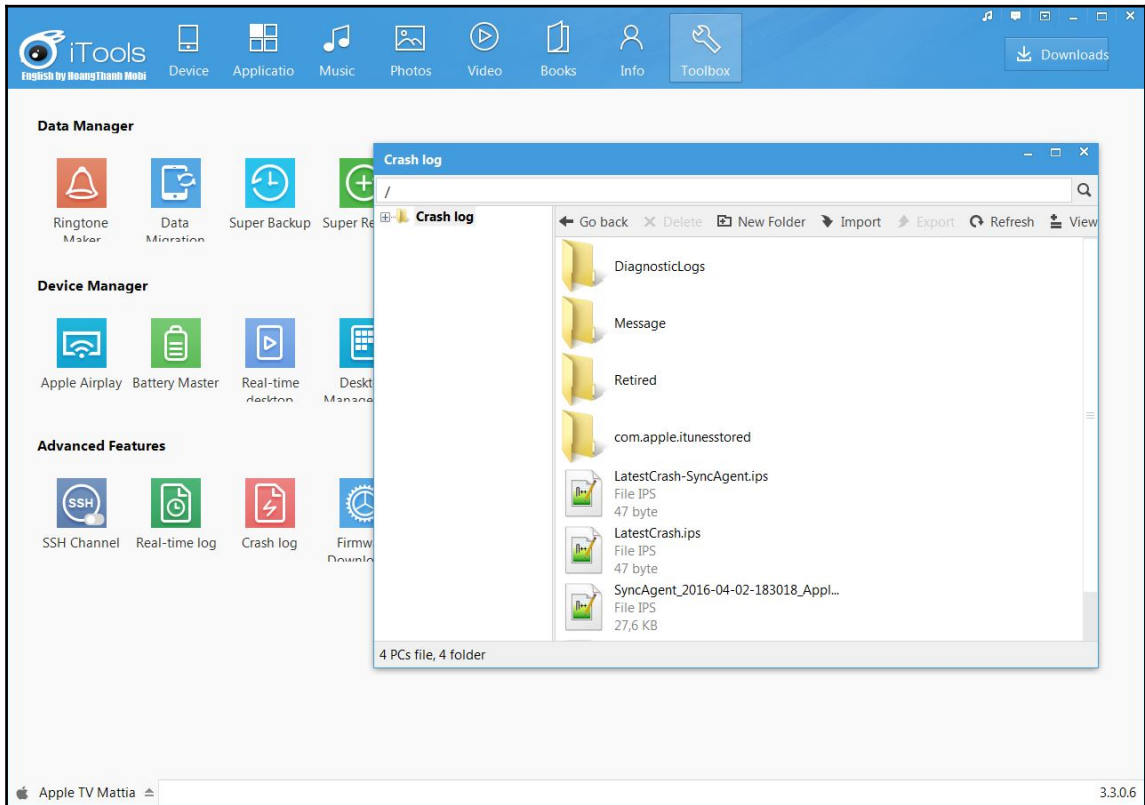 iTools
English by HoangThanh Mobi
Device
Applicatio
Music
Photos
Video
Books
Info
Toolbox
Downloads
Data Manager
Ringtone
Maker
Data
Migration
Super Backup
Super Re
Device Manager
Apple Airplay
Battery Master
Real-time
desktop
Deskt
Manage
Advanced Features
SSH
SSH Channel
Real-time log
Crash log
Firmw
Downlo
Crash log
/
Crash log
Go back
Delete
New Folder
Import
Export
Refresh
View
DiagnosticLogs
Message
Retired
com.apple.itunesstored
LatestCrash-SyncAgent.ips
File IPS
47 byte
LatestCrash.ips
File IPS
47 byte
SyncAgent_2016-04-02-183018_Appl...
File IPS
27,6 KB
4 PCs file, 4 folder
Apple TV Mattia
3.3.0.6